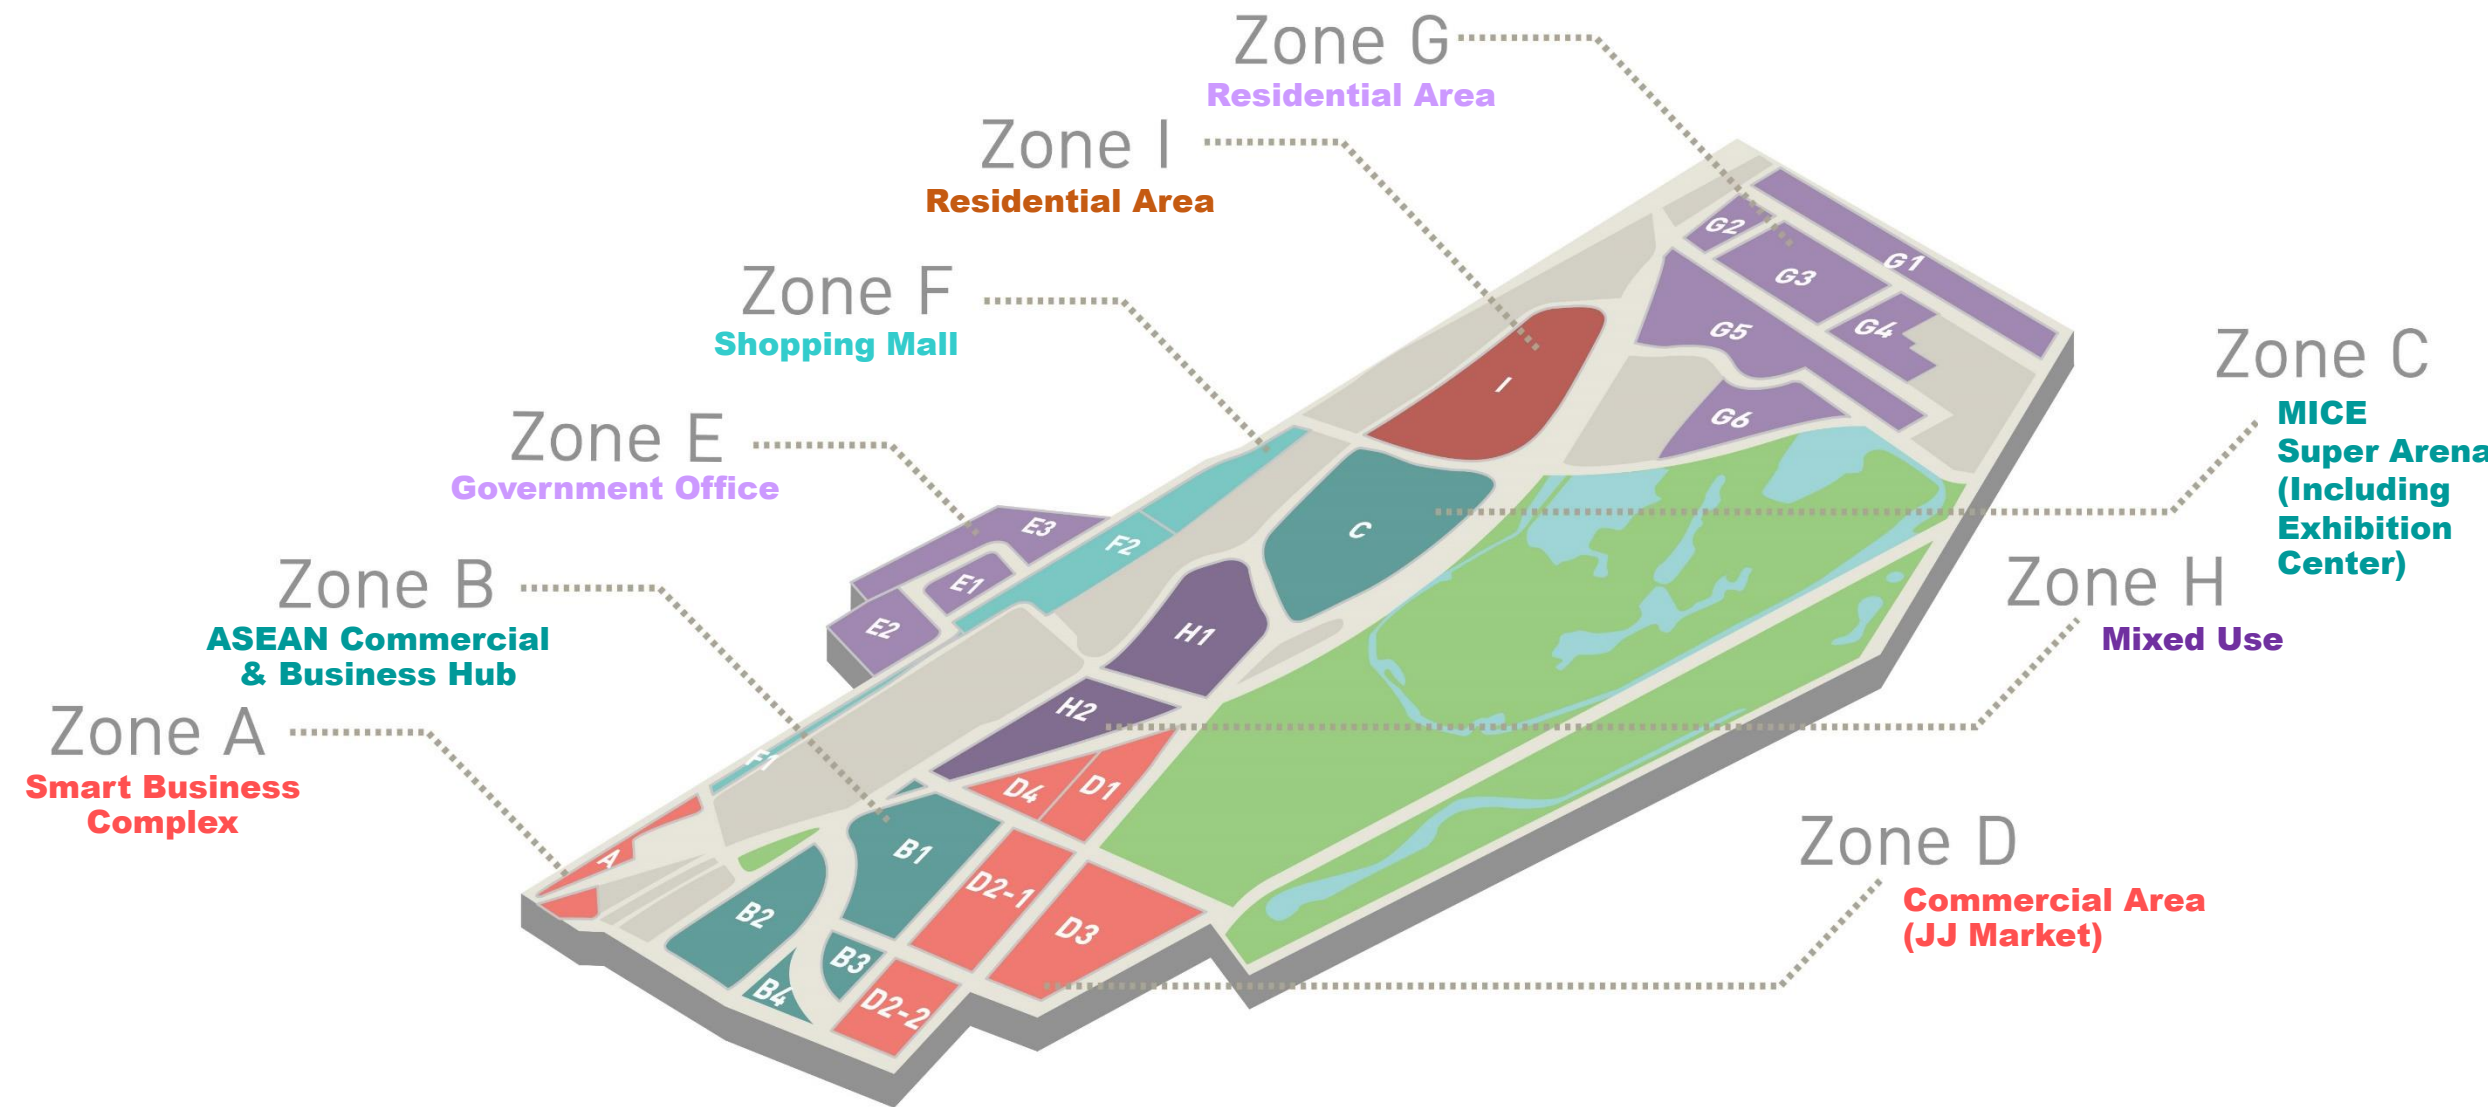 Zone G
Residential Area
Zone I
Residential Area
Zone F
Shopping Mall
Zone E
Government Office
Zone B
ASEAN Commercial
& Business Hub
Zone A
Smart Business
Complex
Zone C
MICE
Super Arena
(Including
Exhibition
Center)
Zone H
Mixed Use
Zone D
Commercial Area
(JJ Market)
G2
G1
G3
G4
G5
G6
I
C
E3
E1
E2
F2
F1
H1
H2
D4
D1
A
B1
B2
B3
B4
D2-1
D3
D2-2